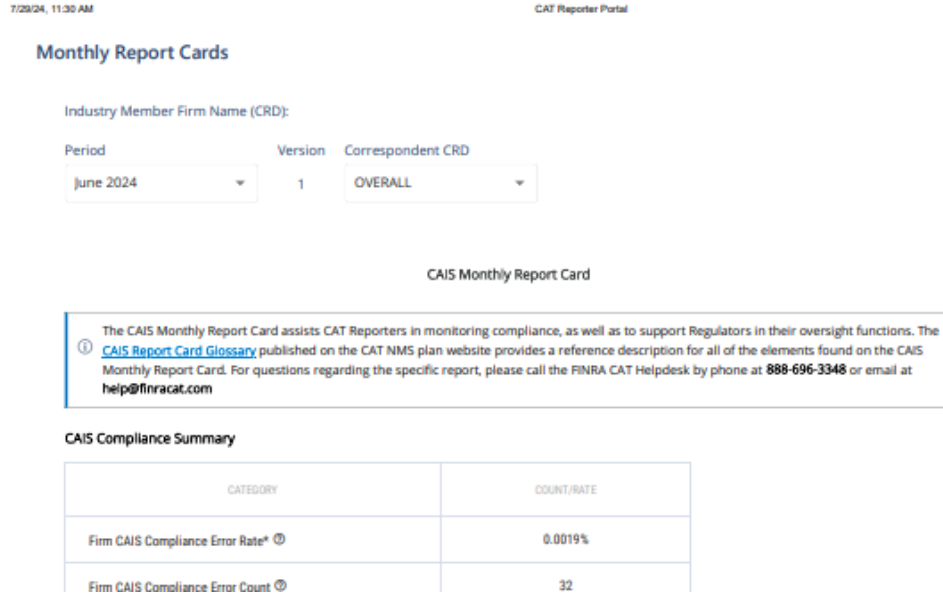 7/29/24, 11:30 AM CAT Reporter Portal
Monthly Report Cards
Industry Member Firm Name (CRD):
Period Version Correspondent CRD
June 2024 1 OVERALL
CAIS Monthly Report Card
The CAIS Monthly Report Card assists CAT Reporters in monitoring compliance, as well as to support Regulators in their oversight functions. The
CAIS Report Card Glossary published on the CAT NMS plan website provides a reference description for all of the elements found on the CAIS
Monthly Report Card. For questions regarding the specific report, please call the FINRA CAT Helpdesk by phone at 888-696-3348 or email at
help@finracat.com
CAIS Compliance Summary
CATEGORY COUNT/RATE
Firm CAIS Compliance Error Rate* 0.0019%
Firm CAIS Compliance Error Count 32